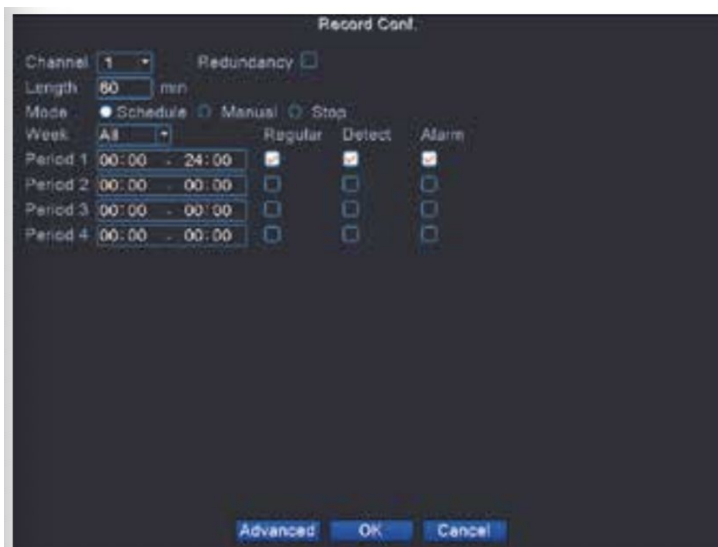 Record Conf.
Channel 1 Redundancy
Length 60 min
Mode Schedule Manual Stop
Week All Regular Detect Alarm
Period 1 00:00 - 24:00
Period 2 00:00 - 00:00
Period 3 00:00 - 00:00
Period 4 00:00 - 00:00
Advanced OK Cancel